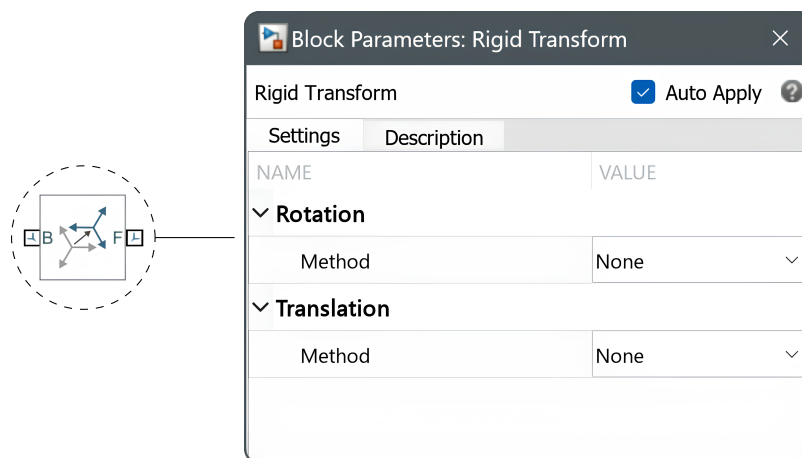 Block Parameters: Rigid Transform
Rigid Transform Auto Apply ?
Settings Description
NAME VALUE
Rotation
B F
Method None
Translation
Method None